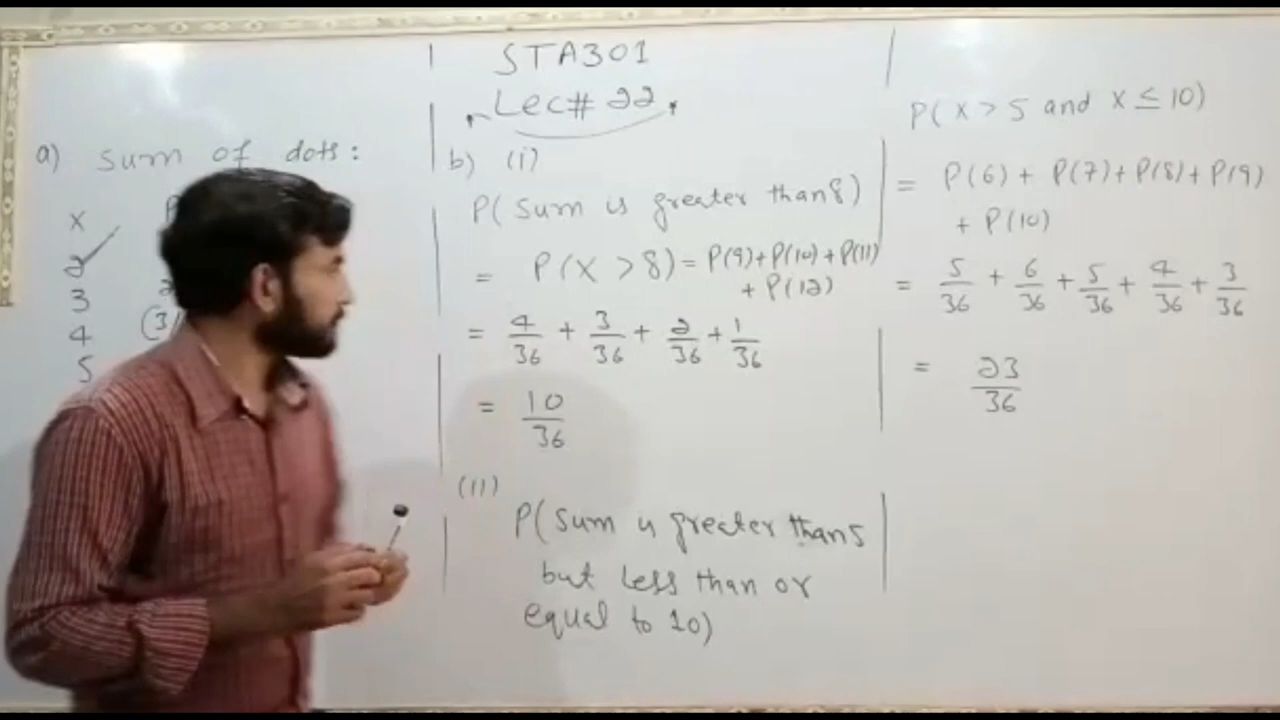 STA301
Lec# 22
a) Sum of dots:
x
2
3
4 (3
5
b) (i)
P( Sum is greater than 8)
= P(X > 8) = P(9)+P(10)+P(11)
+ P(12)
= 4/36 + 3/36 + 2/36 + 1/36
= 10/36
(ii)
P( Sum is greater than 5
but less than or
equal to 10)
P( X > 5 and X ≤ 10)
= P(6) + P(7)+ P(8)+ P(9)
+ P(10)
= 5/36 + 6/36 + 5/36 + 4/36 + 3/36
= 23/36